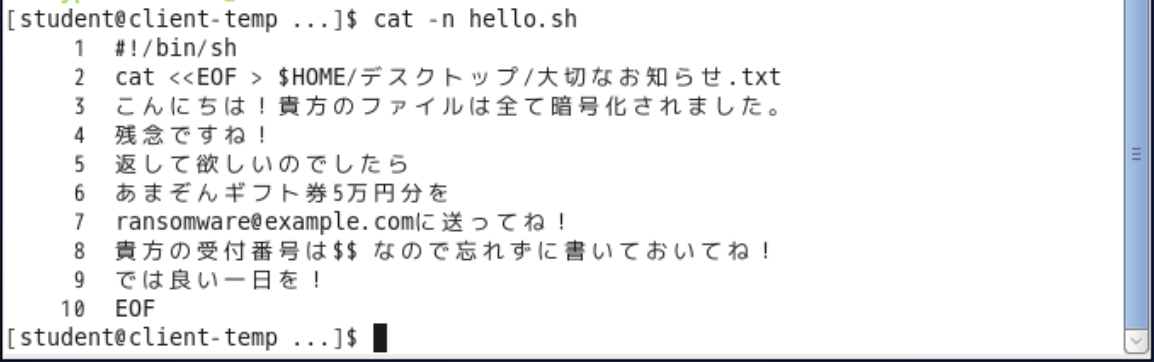 [student@client-temp ...]$ cat -n hello.sh
1 #!/bin/sh
2 cat <<EOF > $HOME/デスクトップ/大切なお知らせ.txt
3 こんにちは！貴方のファイルは全て暗号化されました。
4 残念ですね！
5 返して欲しいのでしたら
6 あまぞんギフト券5万円分を
7 ransomware@example.comに送ってね！
8 貴方の受付番号は$$ なので忘れずに書いておいてね！
9 では良い一日を！
10 EOF
[student@client-temp ...]$